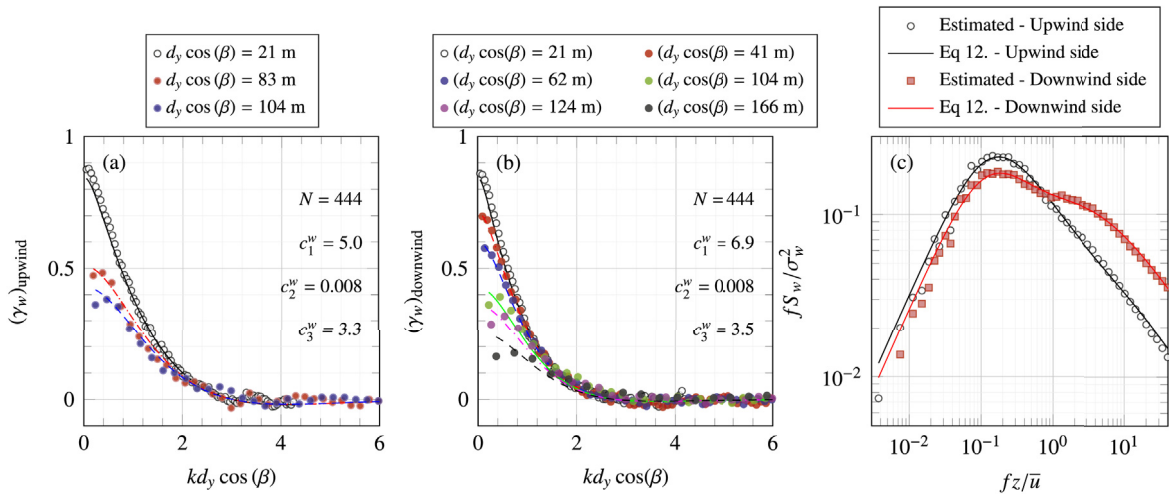 d_y cos (β) = 21 m
d_y cos (β) = 83 m
d_y cos (β) = 104 m
(d_y cos(β) = 21 m)
(d_y cos(β) = 41 m)
(d_y cos(β) = 62 m)
(d_y cos(β) = 104 m)
(d_y cos(β) = 124 m)
(d_y cos(β) = 166 m)
Estimated - Upwind side
Eq 12. - Upwind side
Estimated - Downwind side
Eq 12. - Downwind side
(a)
N = 444
c_1^w = 5.0
c_2^w = 0.008
c_3^w = 3.3
1
0.5
0
0
2
4
6
(γ_w)_upwind
kd_y cos (β)
(b)
N = 444
c_1^w = 6.9
c_2^w = 0.008
c_3^w = 3.5
1
0.5
0
0
2
4
6
(γ_w)_downwind
kd_y cos(β)
(c)
10^−1
10^−2
10^−2
10^−1
10^0
10^1
fS_w/σ_w^2
fz/u̅